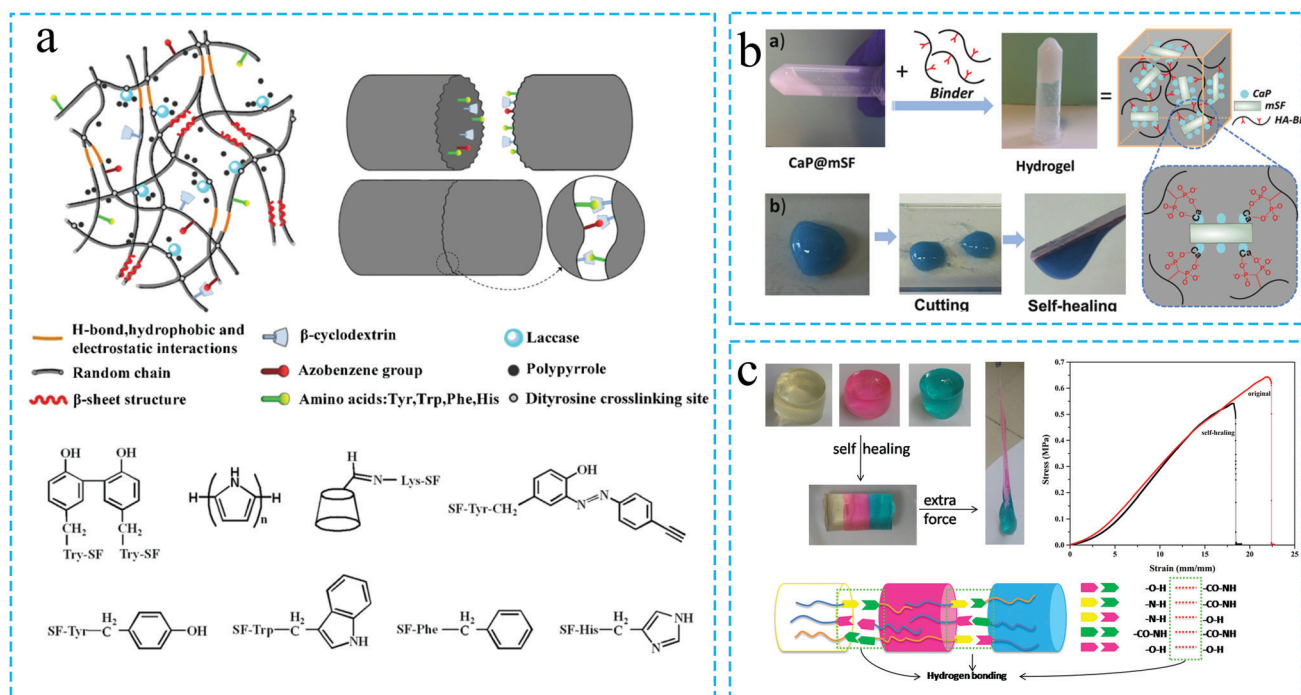 a
H-bond,hydrophobic and
electrostatic interactions
Random chain
β-sheet structure
β-cyclodextrin
Azobenzene group
Amino acids:Tyr,Trp,Phe,His
Laccase
Polypyrrole
Dityrosine crosslinking site
OH
OH
CH2
CH2
Try-SF
Try-SF
H
N
H
n
H
C
N
Lys-SF
OH
N
N
SF-Tyr-CH2
SF-Tyr
H2
C
OH
SF-Trp
H2
C
NH
SF-Phe
H2
C
SF-His
H2
C
NH
N
b
a)
+
Binder
=
CaP@mSF
Hydrogel
CaP
mSF
b)
Cutting
Self-healing
Ca
Ca
Ca
Ca
c
self healing
extra
force
Stress (MPa)
0.7
0.6
0.5
0.4
0.3
0.2
0.1
0.0
original
self-healing
0
5
10
15
20
25
Strain (mm/mm)
-O-H
-CO-NH
-N-H
-CO-NH
-N-H
-O-H
-CO-NH
-CO-NH
-O-H
-O-H
Hydrogen bonding